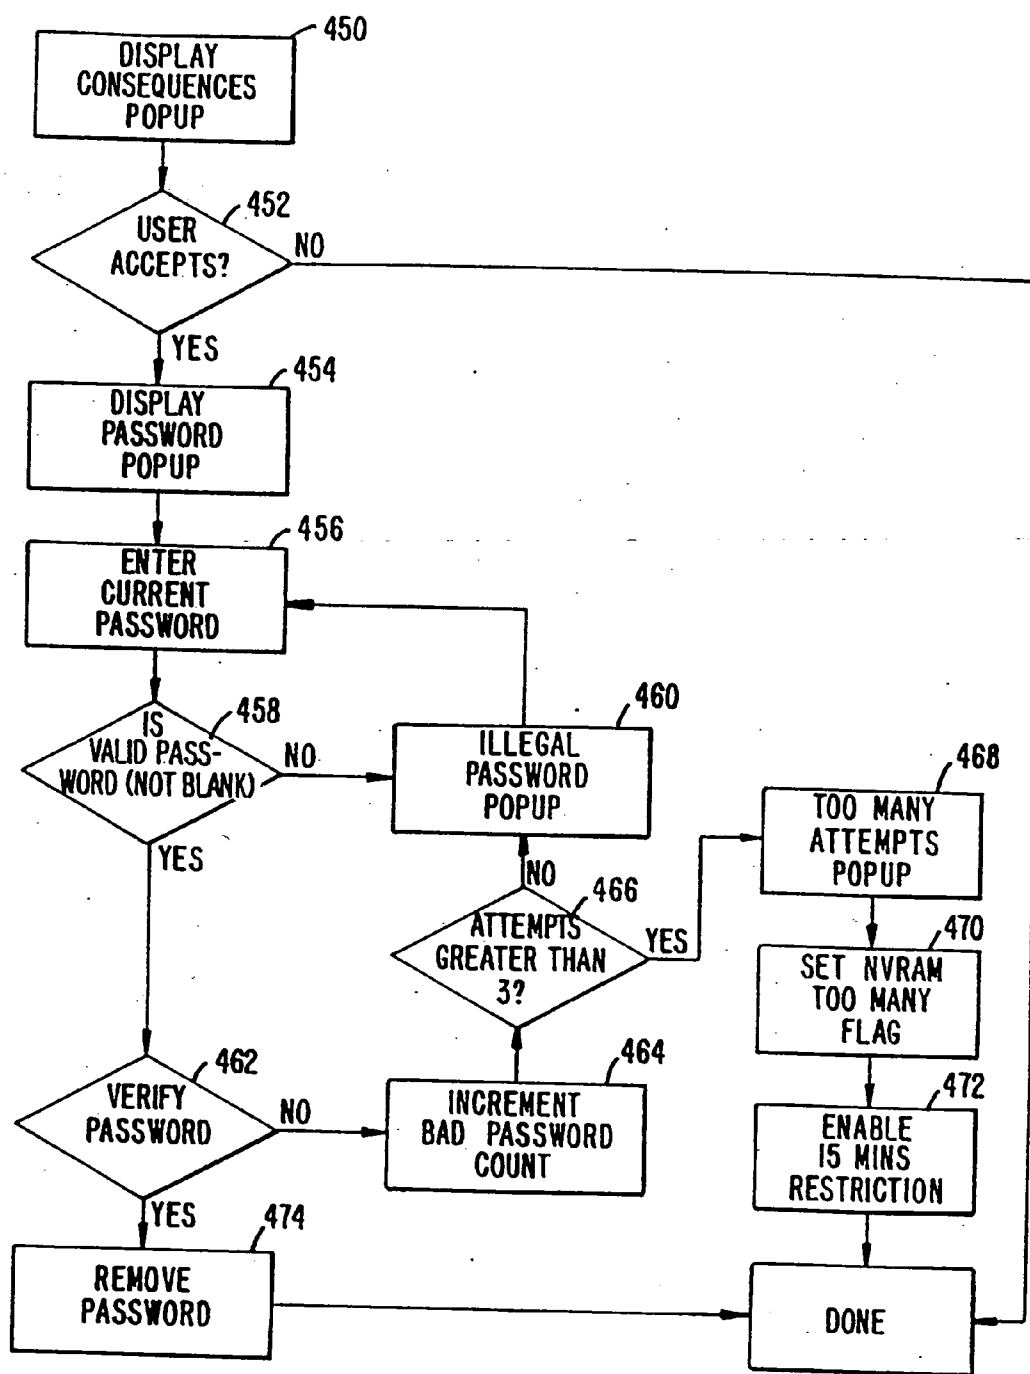 450
DISPLAY
CONSEQUENCES
POPUP
452
USER
ACCEPTS?
NO
YES
454
DISPLAY
PASSWORD
POPUP
456
ENTER
CURRENT
PASSWORD
458
IS
VALID PASS-
WORD (NOT BLANK)
NO
YES
460
ILLEGAL
PASSWORD
POPUP
NO
466
ATTEMPTS
GREATER THAN
3?
YES
468
TOO MANY
ATTEMPTS
POPUP
470
SET NVRAM
TOO MANY
FLAG
462
VERIFY
PASSWORD
NO
YES
464
INCREMENT
BAD PASSWORD
COUNT
472
ENABLE
15 MINS
RESTRICTION
474
REMOVE
PASSWORD
DONE